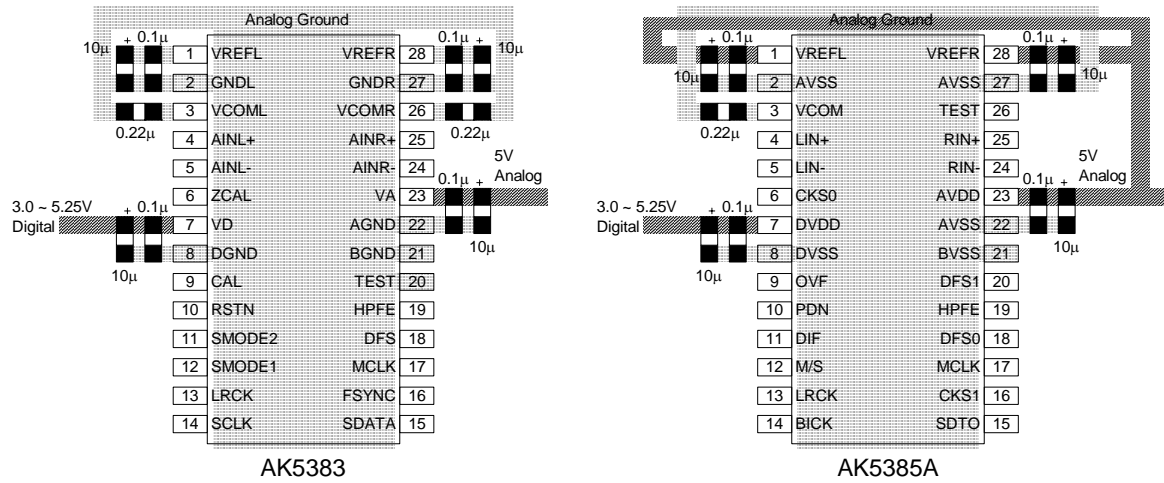 Analog Ground
10μ
+ 0.1μ
0.1μ +
10μ
1 VREFL VREFR 28
2 GNDL GNDR 27
3 VCOML VCOMR 26
0.22μ
0.22μ
4 AINL+ AINR+ 25
5 AINL- AINR- 24
5V
Analog
0.1μ +
6 ZCAL VA 23
3.0 ~ 5.25V
Digital
+ 0.1μ
7 VD AGND 22
10μ
8 DGND BGND 21
10μ
9 CAL TEST 20
10 RSTN HPFE 19
11 SMODE2 DFS 18
12 SMODE1 MCLK 17
13 LRCK FSYNC 16
14 SCLK SDATA 15
AK5383
Analog Ground
+ 0.1μ
0.1μ +
1 VREFL VREFR 28
10μ
10μ
2 AVSS AVSS 27
3 VCOM TEST 26
0.22μ
4 LIN+ RIN+ 25
5 LIN- RIN- 24
5V
Analog
0.1μ +
6 CKS0 AVDD 23
3.0 ~ 5.25V
Digital
+ 0.1μ
7 DVDD AVSS 22
10μ
8 DVSS BVSS 21
10μ
9 OVF DFS1 20
10 PDN HPFE 19
11 DIF DFS0 18
12 M/S MCLK 17
13 LRCK CKS1 16
14 BICK SDTO 15
AK5385A